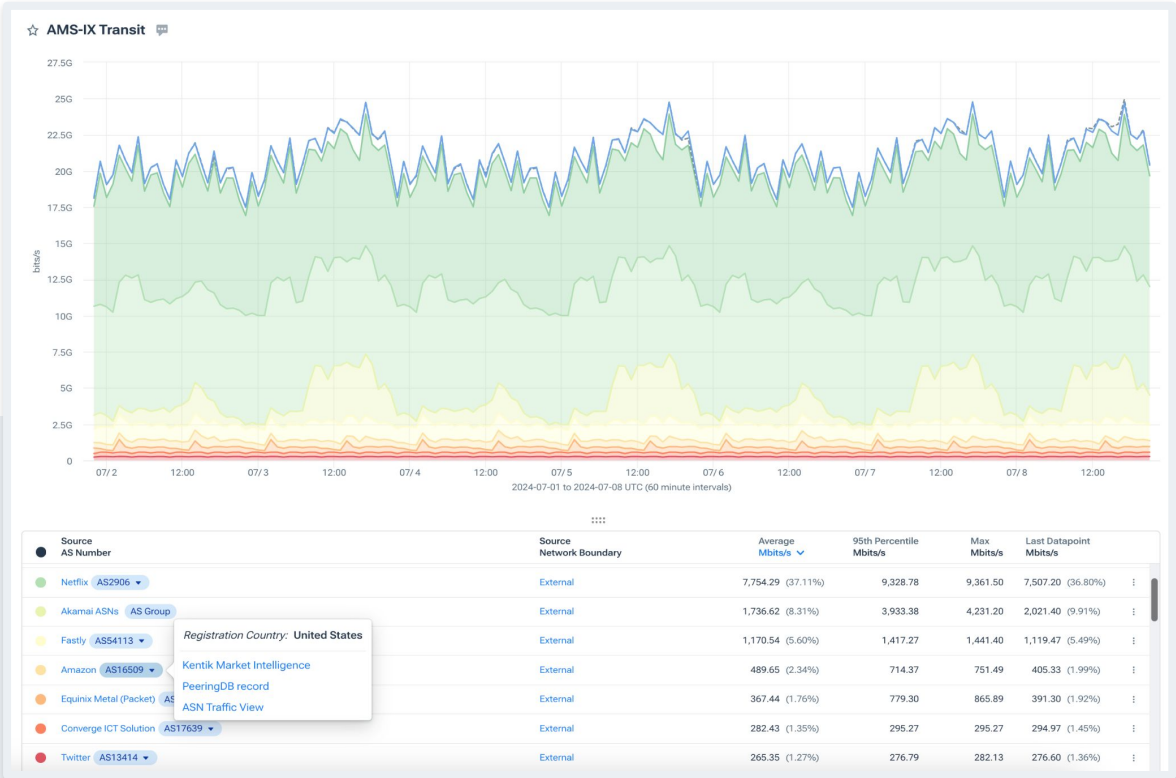 AMS-IX Transit
27.5G
25G
22.5G
20G
17.5G
15G
12.5G
10G
7.5G
5G
2.5G
0
bits/s
07/ 2 12:00 07/ 3 12:00 07/ 4 12:00 07/ 5 12:00 07/ 6 12:00 07/ 7 12:00 07/ 8 12:00
2024-07-01 to 2024-07-08 UTC (60 minute intervals)
Source Source Average 95th Percentile Max Last Datapoint
AS Number Network Boundary Mbits/s Mbits/s Mbits/s Mbits/s
Netflix AS2906 External 7,754.29 (37.11%) 9,328.78 9,361.50 7,507.20 (36.80%)
Akamai ASNs AS Group External 1,736.62 (8.31%) 3,933.38 4,231.20 2,021.40 (9.91%)
Fastly AS54113 External 1,170.54 (5.60%) 1,417.27 1,441.40 1,119.47 (5.49%)
Registration Country: United States
Kentik Market Intelligence
PeeringDB record
ASN Traffic View
Amazon AS16509 External 489.65 (2.34%) 714.37 751.49 405.33 (1.99%)
Equinix Metal (Packet) AS External 367.44 (1.76%) 779.30 865.89 391.30 (1.92%)
Converge ICT Solution AS17639 External 282.43 (1.35%) 295.27 295.27 294.97 (1.45%)
Twitter AS13414 External 265.35 (1.27%) 276.79 282.13 276.60 (1.36%)